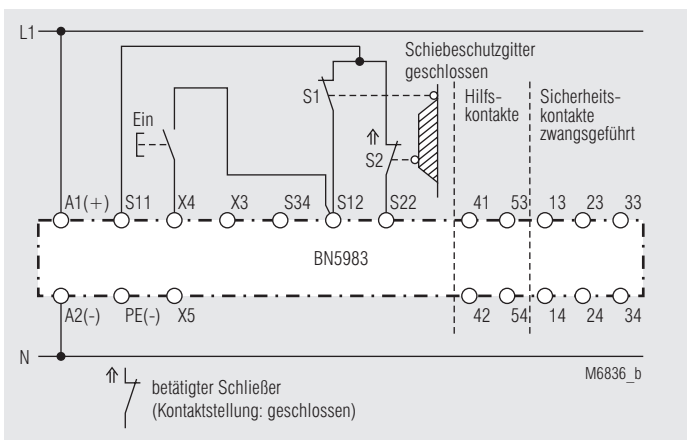 L1
Schiebeschutzgitter
geschlossen
S1
Hilfs-
kontakte
Sicherheits-
kontakte
zwangsgeführt
Ein
S2
A1(+) S11 X4 X3 S34 S12 S22 41 53 13 23 33
BN5983
A2(-) PE(-) X5 42 54 14 24 34
N
M6836_b
betätigter Schließer
(Kontaktstellung: geschlossen)